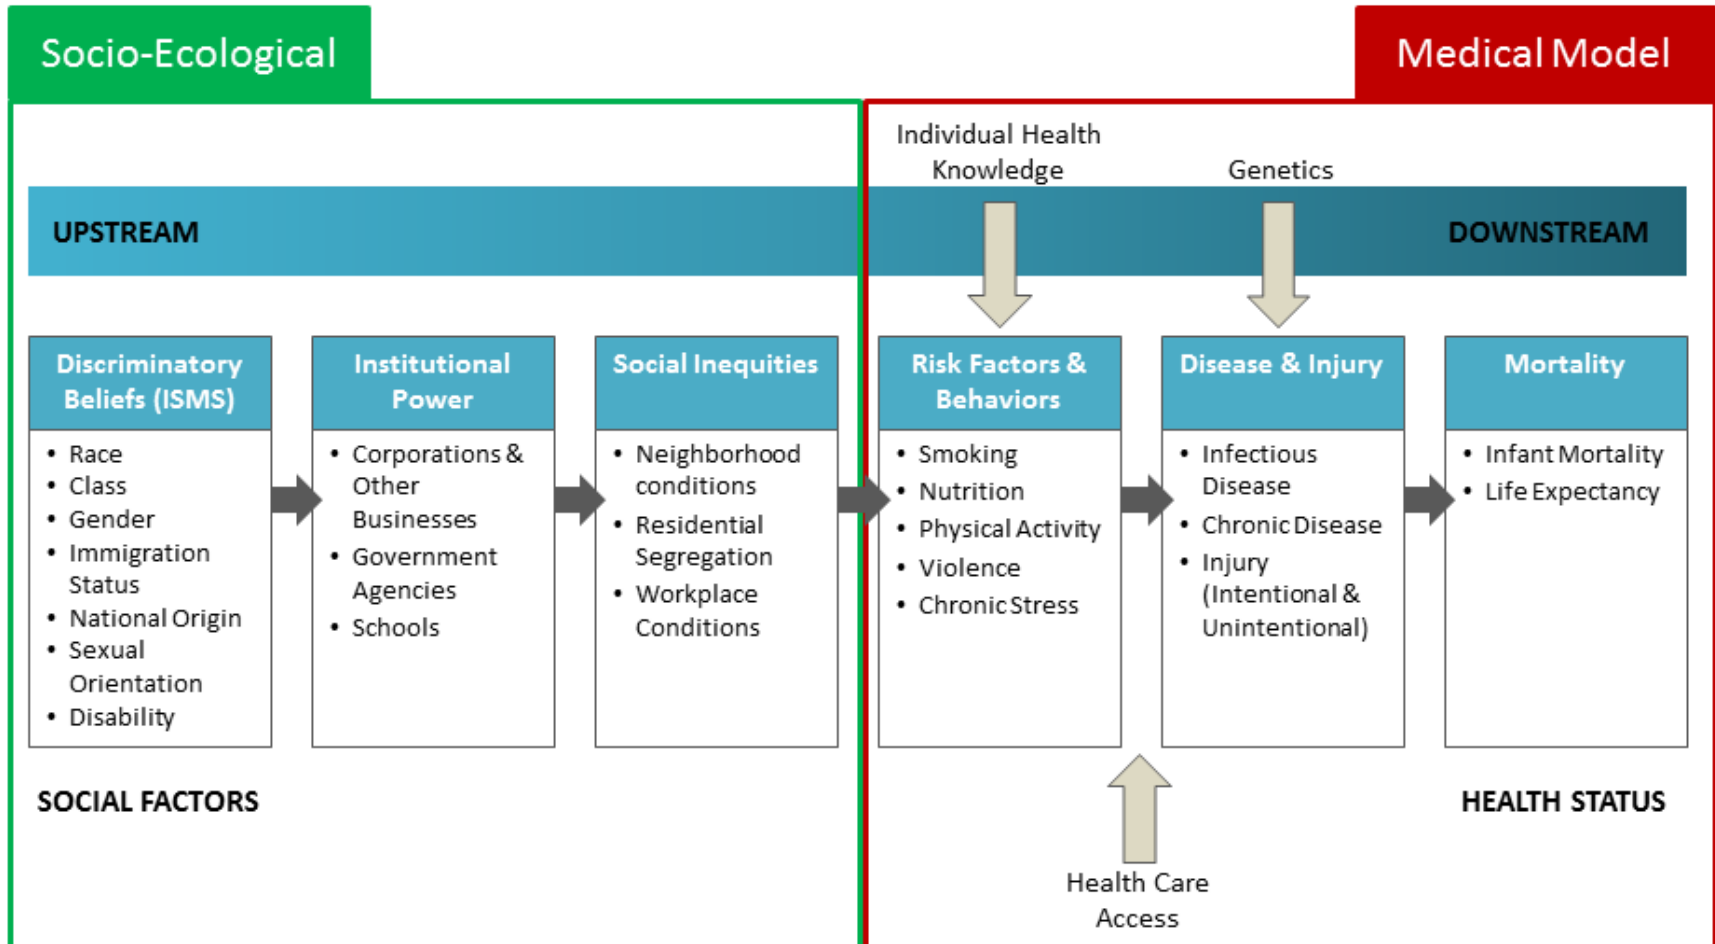 Socio-Ecological
Medical Model
Individual Health
Knowledge
Genetics
UPSTREAM
DOWNSTREAM
Discriminatory
Beliefs (ISMS)
• Race
• Class
• Gender
• Immigration
Status
• National Origin
• Sexual
Orientation
• Disability
Institutional
Power
• Corporations &
Other
Businesses
• Government
Agencies
• Schools
Social Inequities
• Neighborhood
conditions
• Residential
Segregation
• Workplace
Conditions
Risk Factors &
Behaviors
• Smoking
• Nutrition
• Physical Activity
• Violence
• Chronic Stress
Disease & Injury
• Infectious
Disease
• Chronic Disease
• Injury
(Intentional &
Unintentional)
Mortality
• Infant Mortality
• Life Expectancy
SOCIAL FACTORS
HEALTH STATUS
Health Care
Access